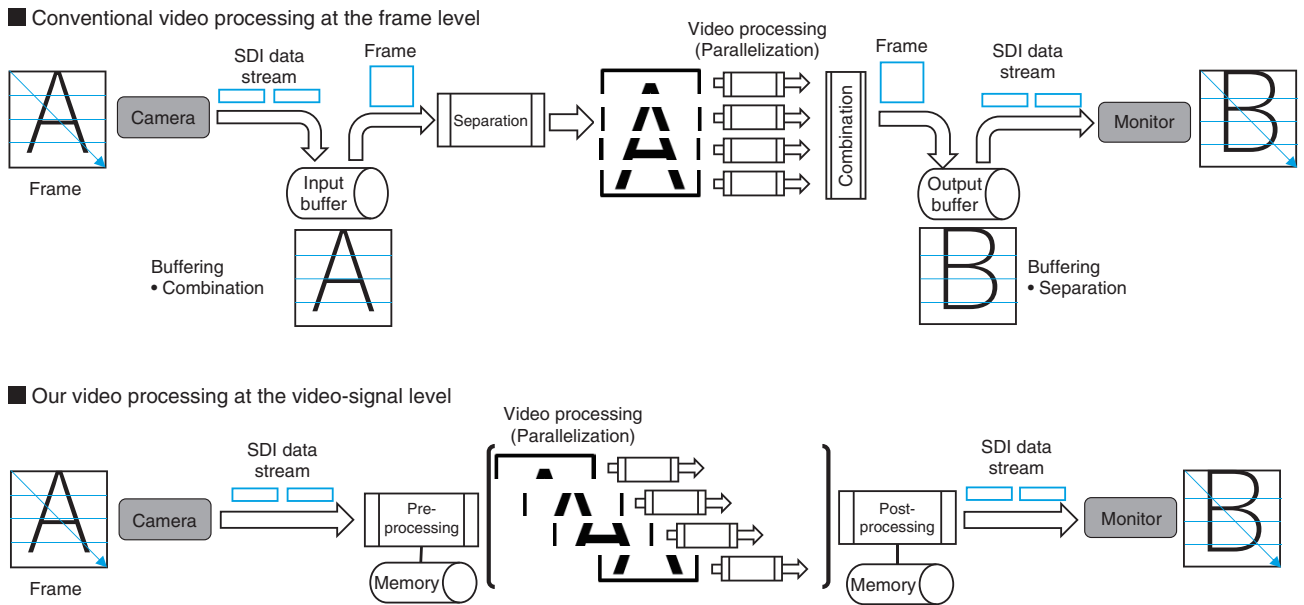 Conventional video processing at the frame level
Video processing
(Parallelization)
SDI data
stream
Frame
Frame
SDI data
stream
A
Camera
Separation
A
Combination
Monitor
B
Frame
Input
buffer
Output
buffer
A
B
Buffering
• Combination
Buffering
• Separation
Our video processing at the video-signal level
Video processing
(Parallelization)
SDI data
stream
SDI data
stream
A
Camera
Pre-
processing
A
Post-
processing
Monitor
B
Frame
Memory
Memory